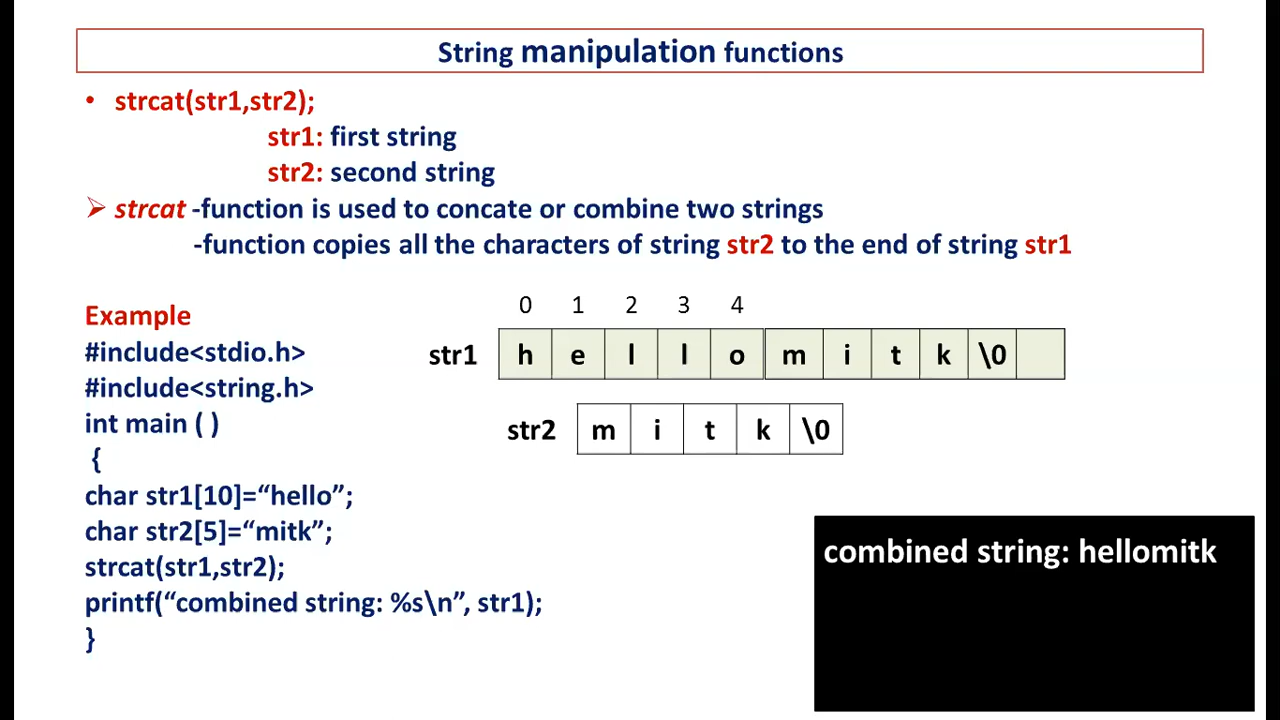 String manipulation functions
• strcat(str1,str2);
str1: first string
str2: second string
➢ strcat -function is used to concate or combine two strings
-function copies all the characters of string str2 to the end of string str1
Example
#include<stdio.h>
#include<string.h>
int main ( )
{
char str1[10]=“hello”;
char str2[5]=“mitk”;
strcat(str1,str2);
printf(“combined string: %s\n”, str1);
}
0 1 2 3 4
str1 h e l l o m i t k \0
str2 m i t k \0
combined string: hellomitk